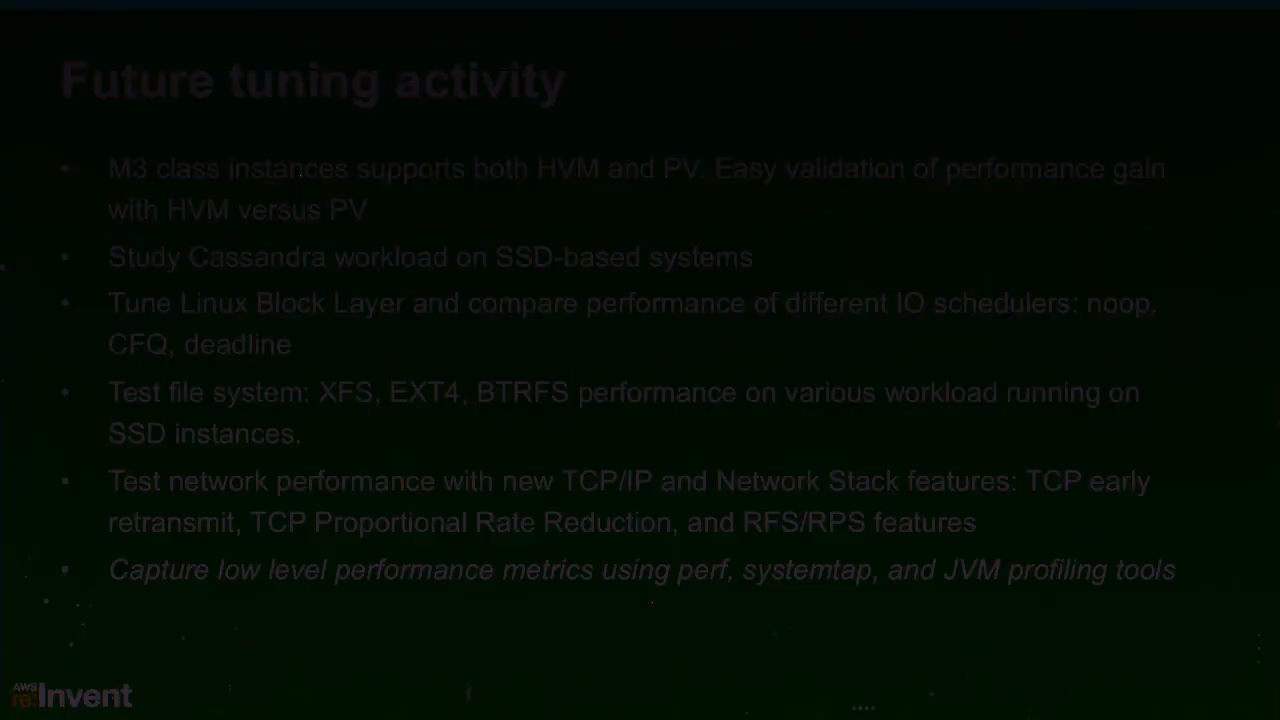 Future tuning activity
• M3 class instances supports both HVM and PV. Easy validation of performance gain
with HVM versus PV
• Study Cassandra workload on SSD-based systems
• Tune Linux Block Layer and compare performance of different IO schedulers: noop,
CFQ, deadline
• Test file system: XFS, EXT4, BTRFS performance on various workload running on
SSD instances.
• Test network performance with new TCP/IP and Network Stack features: TCP early
retransmit, TCP Proportional Rate Reduction, and RFS/RPS features
• Capture low level performance metrics using perf, systemtap, and JVM profiling tools
AWS
re:Invent